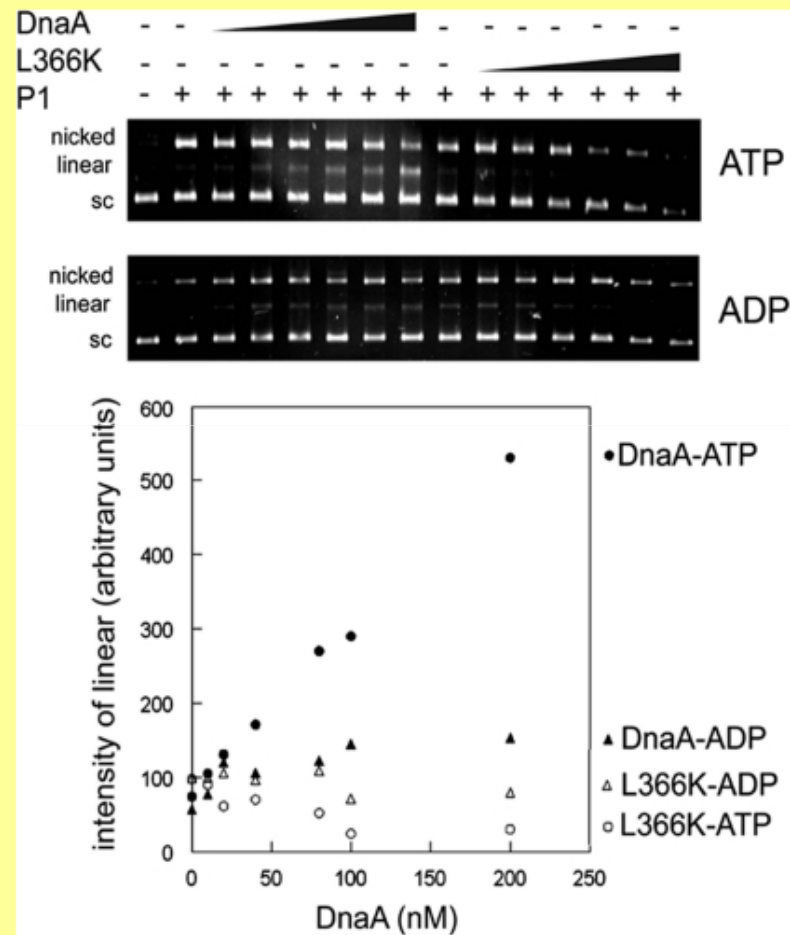 DnaA - - - - - - - -
L366K - - - - - - - - -
P1 - + + + + + + + + + + + + + +
nicked
linear
sc
ATP
nicked
linear
sc
ADP
600
500
400
300
200
100
0
intensity of linear (arbitrary units)
DnaA-ATP
DnaA-ADP
L366K-ADP
L366K-ATP
0 50 100 150 200 250
DnaA (nM)